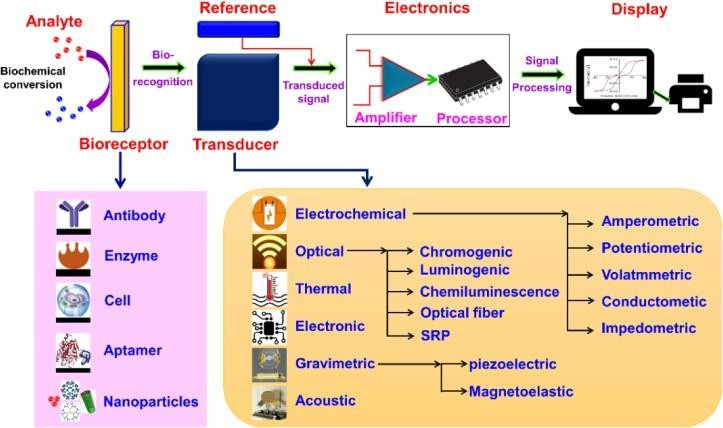 Analyte
Reference
Electronics
Display
Biochemical
conversion
Bio-
recognition
Transduced
signal
Signal
Processing
Amplifier
Processor
Bioreceptor
Transducer
Antibody
Enzyme
Cell
Aptamer
Nanoparticles
Electrochemical
Optical
Thermal
Electronic
Gravimetric
Acoustic
Chromogenic
Luminogenic
Chemiluminescence
Optical fiber
SRP
piezoelectric
Magnetoelastic
Amperometric
Potentiometric
Volatmmetric
Conductometic
Impedometric